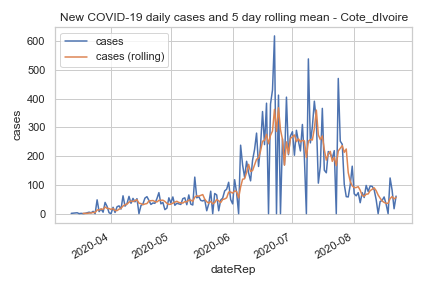 New COVID-19 daily cases and 5 day rolling mean - Cote_dIvoire
cases
cases (rolling)
600
500
400
300
200
100
0
cases
2020-04
2020-05
2020-06
2020-07
2020-08
dateRep